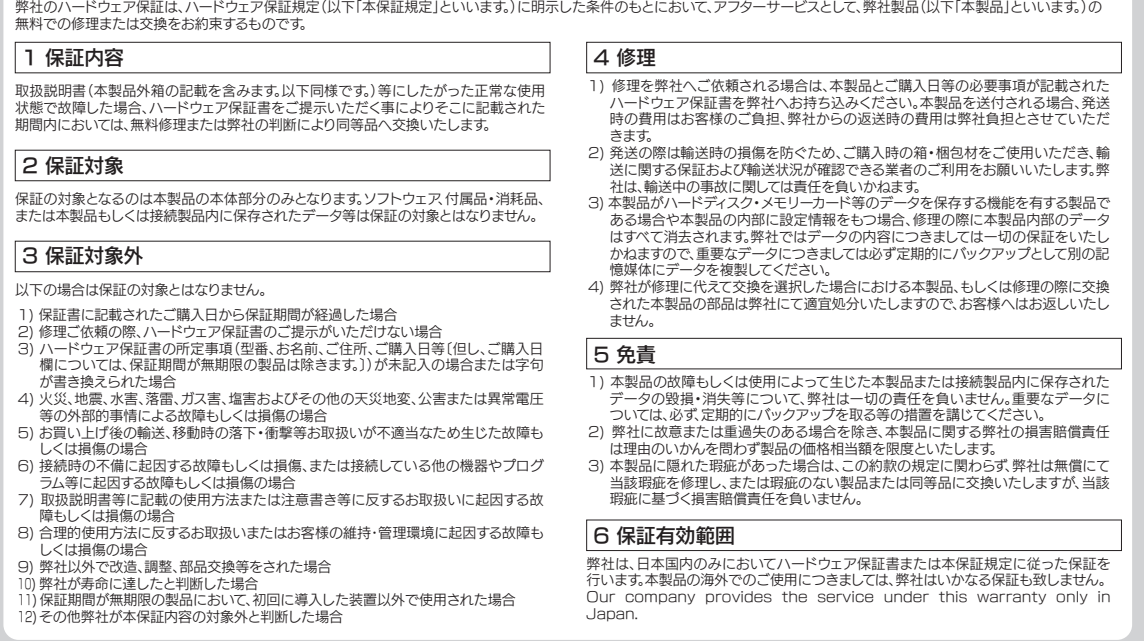 弊社のハードウェア保証は、ハードウェア保証規定（以下「本保証規定」といいます。）に明示した条件のもとにおいて、アフターサービスとして、弊社製品（以下「本製品」といいます。）の
無料での修理または交換をお約束するものです。
1 保証内容
取扱説明書（本製品外箱の記載を含みます。以下同様です。）等にしたがった正常な使用
状態で故障した場合、ハードウェア保証書をご提示いただく事によりそこに記載された
期間内においては、無料修理または弊社の判断により同等品へ交換いたします。
2 保証対象
保証の対象となるのは本製品の本体部分のみとなります。ソフトウェア、付属品・消耗品、
または本製品もしくは接続製品内に保存されたデータ等は保証の対象とはなりません。
3 保証対象外
以下の場合は保証の対象とはなりません。
1) 保証書に記載されたご購入日から保証期間が経過した場合
2) 修理ご依頼の際、ハードウェア保証書のご提示がいただけない場合
3) ハードウェア保証書の所定事項（型番、お名前、ご住所、ご購入日等〔但し、ご購入日
欄については、保証期間が無期限の製品は除きます。〕）が未記入の場合または字句
が書き換えられた場合
4) 火災、地震、水害、落雷、ガス害、塩害およびその他の天災地変、公害または異常電圧
等の外部的事情による故障もしくは損傷の場合
5) お買い上げ後の輸送、移動時の落下・衝撃等お取扱いが不適当なため生じた故障も
しくは損傷の場合
6) 接続時の不備に起因する故障もしくは損傷、または接続している他の機器やプログ
ラム等に起因する故障もしくは損傷の場合
7) 取扱説明書等に記載の使用方法または注意書き等に反するお取扱いに起因する故
障もしくは損傷の場合
8) 合理的使用方法に反するお取扱いまたはお客様の維持・管理環境に起因する故障も
しくは損傷の場合
9) 弊社以外で改造、調整、部品交換等をされた場合
10) 弊社が寿命に達したと判断した場合
11) 保証期間が無期限の製品において、初回に導入した装置以外で使用された場合
12) その他弊社が本保証内容の対象外と判断した場合
4 修理
1) 修理を弊社へご依頼される場合は、本製品とご購入日等の必要事項が記載された
ハードウェア保証書を弊社へお持ち込みください。本製品を送付される場合、発送
時の費用はお客様のご負担、弊社からの返送時の費用は弊社負担とさせていただ
きます。
2) 発送の際は輸送時の損傷を防ぐため、ご購入時の箱・梱包材をご使用いただき、輸
送に関する保証および輸送状況が確認できる業者のご利用をお願いいたします。弊
社は、輸送中の事故に関しては責任を負いかねます。
3) 本製品がハードディスク・メモリーカード等のデータを保存する機能を有する製品で
ある場合や本製品の内部に設定情報をもつ場合、修理の際に本製品内部のデータ
はすべて消去されます。弊社ではデータの内容につきましては一切の保証をいたし
かねますので、重要なデータにつきましては必ず定期的にバックアップとして別の記
憶媒体にデータを複製してください。
4) 弊社が修理に代えて交換を選択した場合における本製品、もしくは修理の際に交換
された本製品の部品は弊社にて適宜処分いたしますので、お客様へはお返しいたし
ません。
5 免責
1) 本製品の故障もしくは使用によって生じた本製品または接続製品内に保存された
データの毀損・消失等について、弊社は一切の責任を負いません。重要なデータに
ついては、必ず、定期的にバックアップを取る等の措置を講じてください。
2) 弊社に故意または重過失のある場合を除き、本製品に関する弊社の損害賠償責任
は理由のいかんを問わず製品の価格相当額を限度といたします。
3) 本製品に隠れた瑕疵があった場合は、この約款の規定に関わらず、弊社は無償にて
当該瑕疵を修理し、または瑕疵のない製品または同等品に交換いたしますが、当該
瑕疵に基づく損害賠償責任を負いません。
6 保証有効範囲
弊社は、日本国内のみにおいてハードウェア保証書または本保証規定に従った保証を
行います。本製品の海外でのご使用につきましては、弊社はいかなる保証も致しません。
Our company provides the service under this warranty only in
Japan.